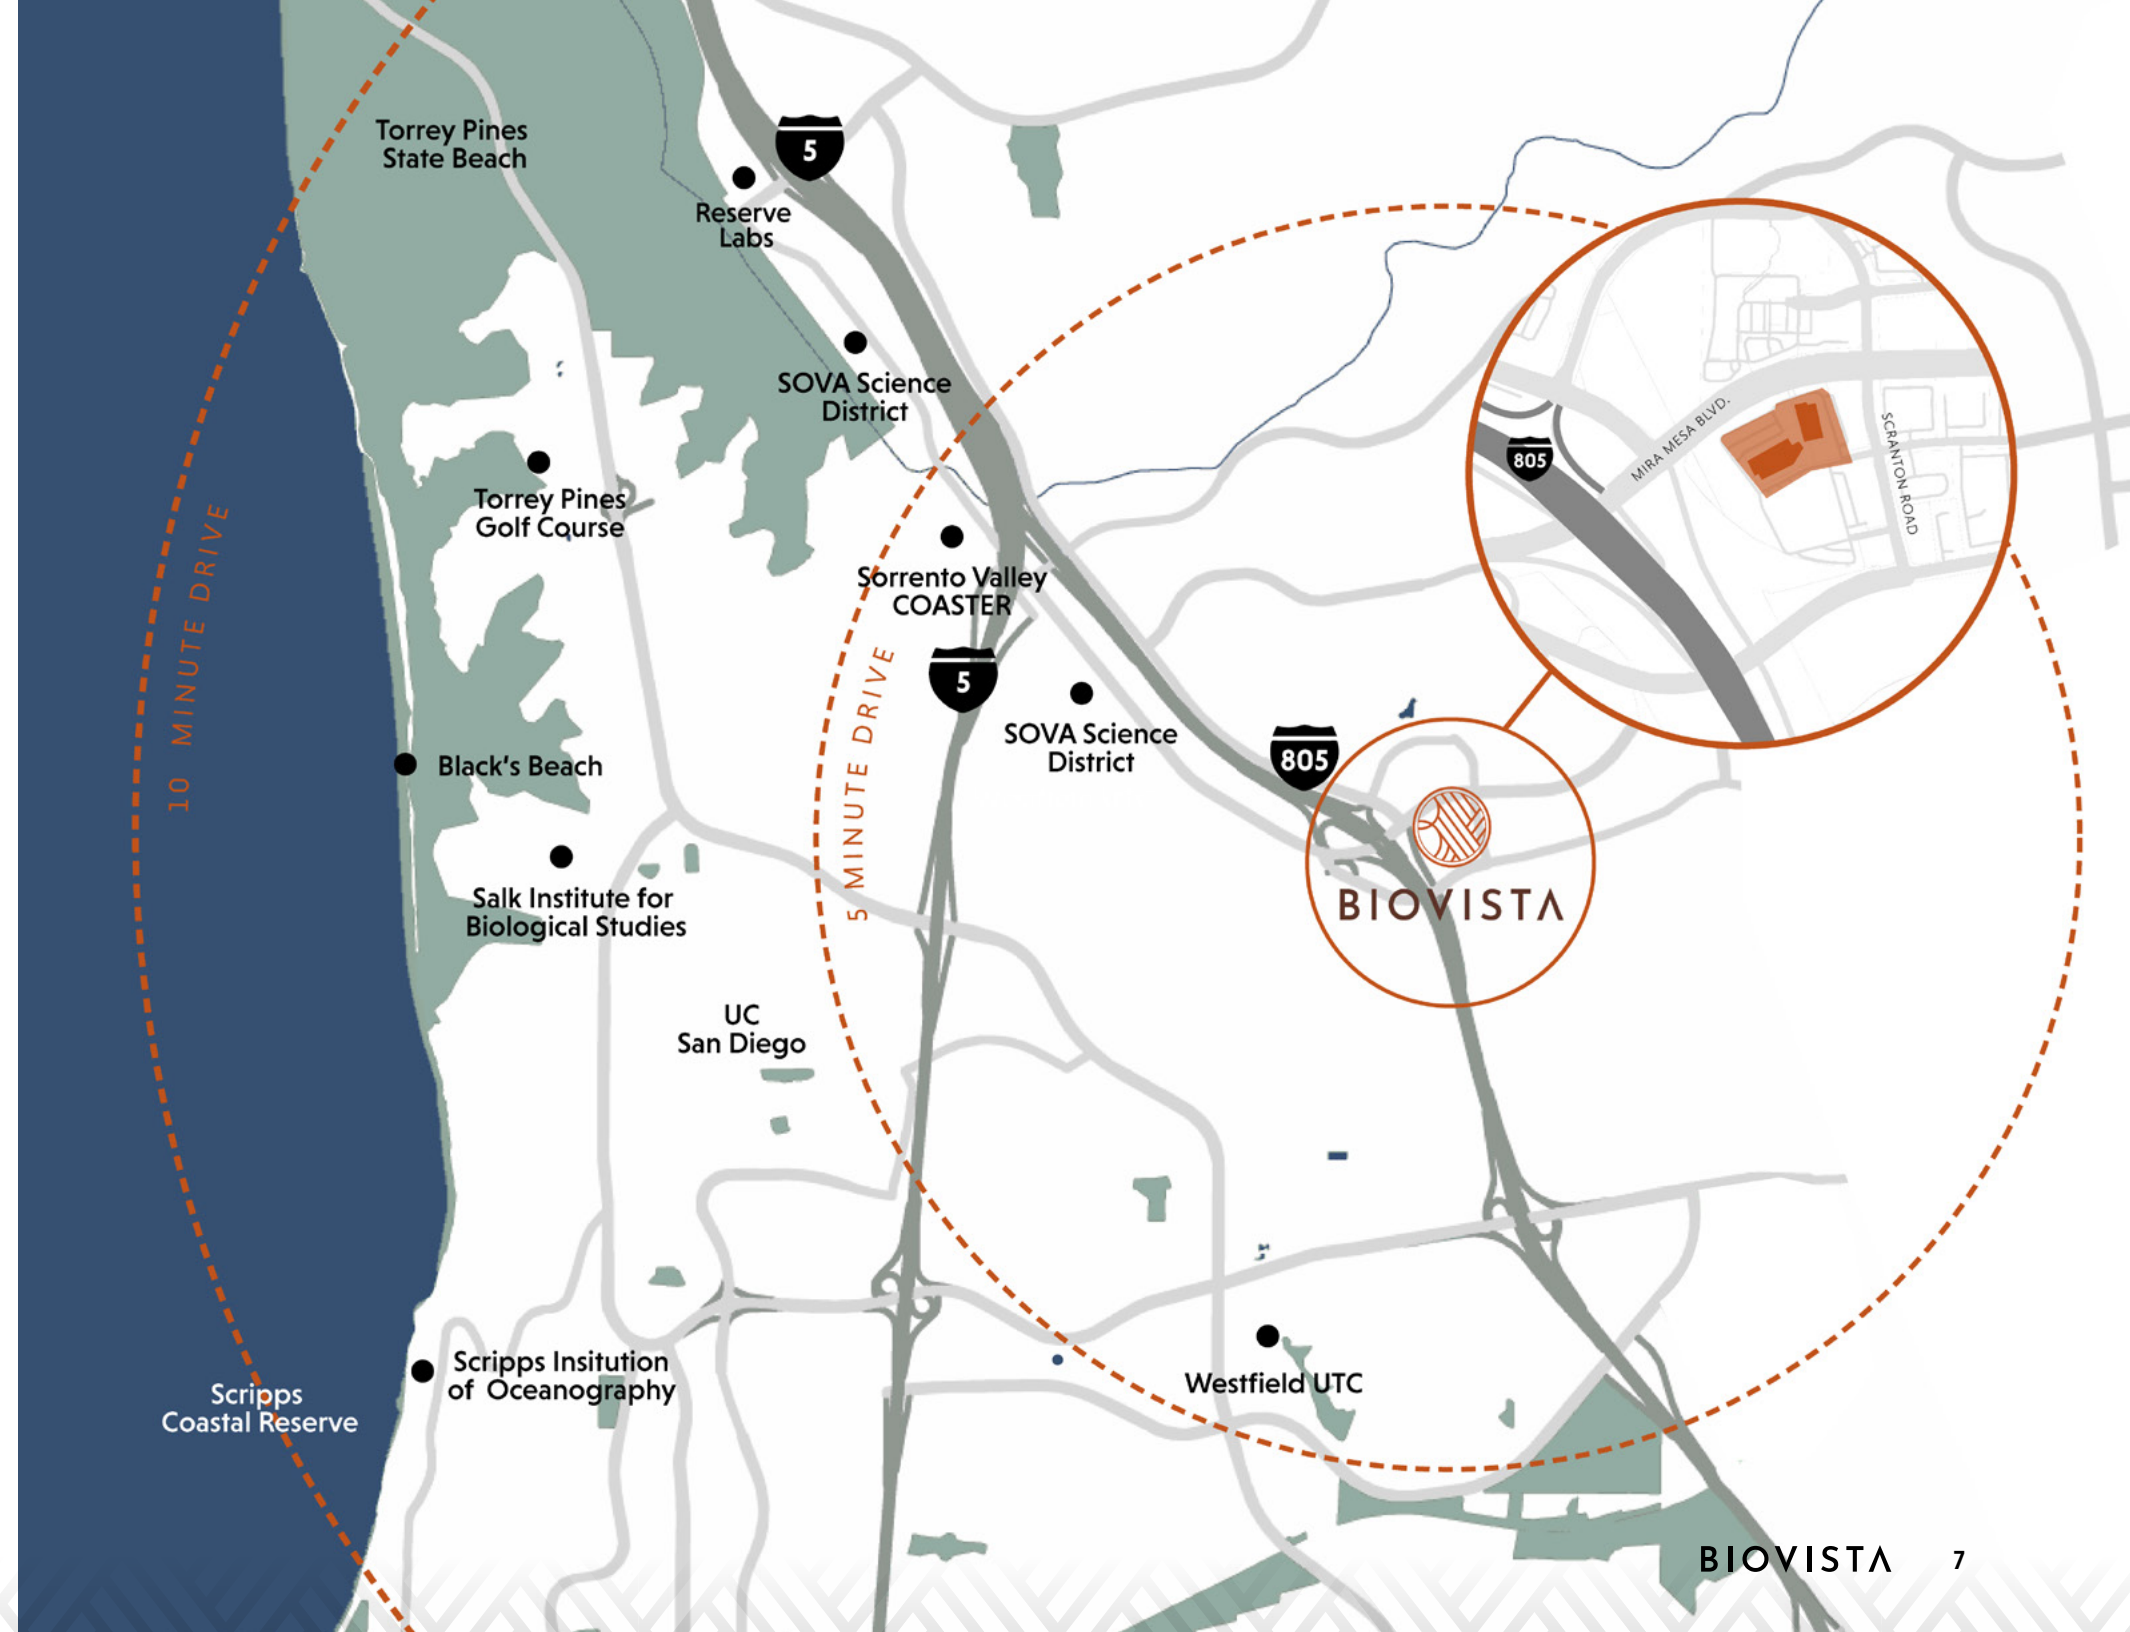 Torrey Pines
State Beach
5
Reserve
Labs
SOVA Science
District
MIRA MESA BLVD.
SCRANTON ROAD
805
Torrey Pines
Golf Course
10 MINUTE DRIVE
Sorrento Valley
COASTER
5
5 MINUTE DRIVE
SOVA Science
District
805
Black's Beach
BIOVISTA
Salk Institute for
Biological Studies
UC
San Diego
Scripps Insitution
of Oceanography
Scripps
Coastal Reserve
Westfield UTC
BIOVISTA 7